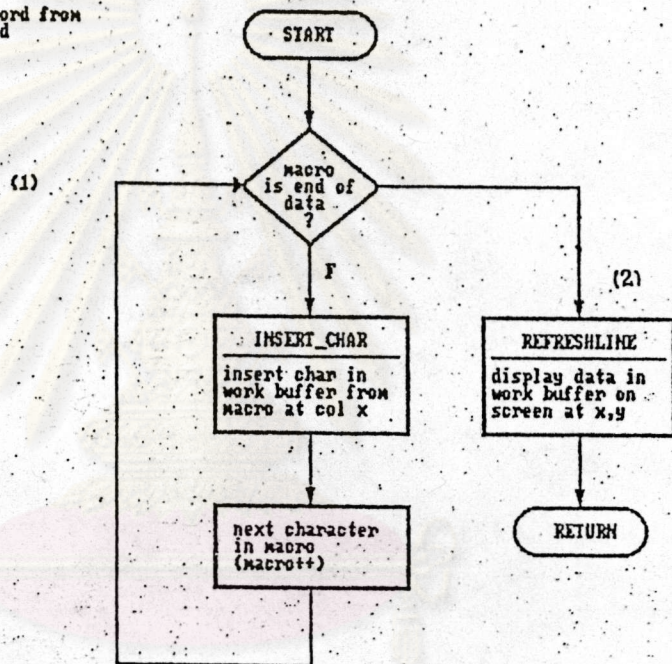 ord from
d
START
(1)
macro
is end of
data
?
F
(2)
INSERT_CHAR
insert char in
work buffer from
macro at col x
REFRESHLINE
display data in
work buffer on
screen at x,y
next character
in macro
(macro++)
RETURN